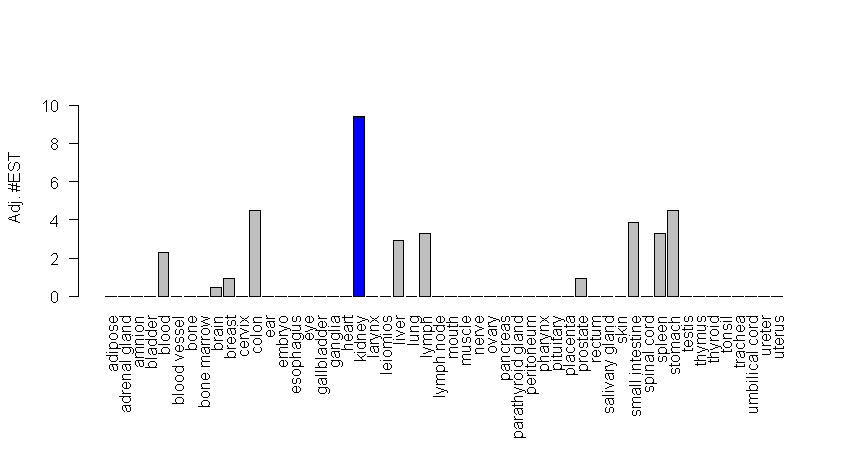 Adj. #EST
10
8
6
4
2
0
adipose
adrenal gland
amnion
bladder
blood
blood vessel
bone
bone marrow
brain
breast
cervix
colon
ear
embryo
esophagus
eye
gallbladder
ganglia
heart
kidney
larynx
leiomios
liver
lung
lymph
lymph node
mouth
muscle
nerve
ovary
pancreas
parathyroid gland
peritoneum
pharynx
pituitary
placenta
prostate
rectum
salivary gland
skin
small intestine
spinal cord
spleen
stomach
testis
thymus
thyroid
tonsil
trachea
umbilical cord
ureter
uterus